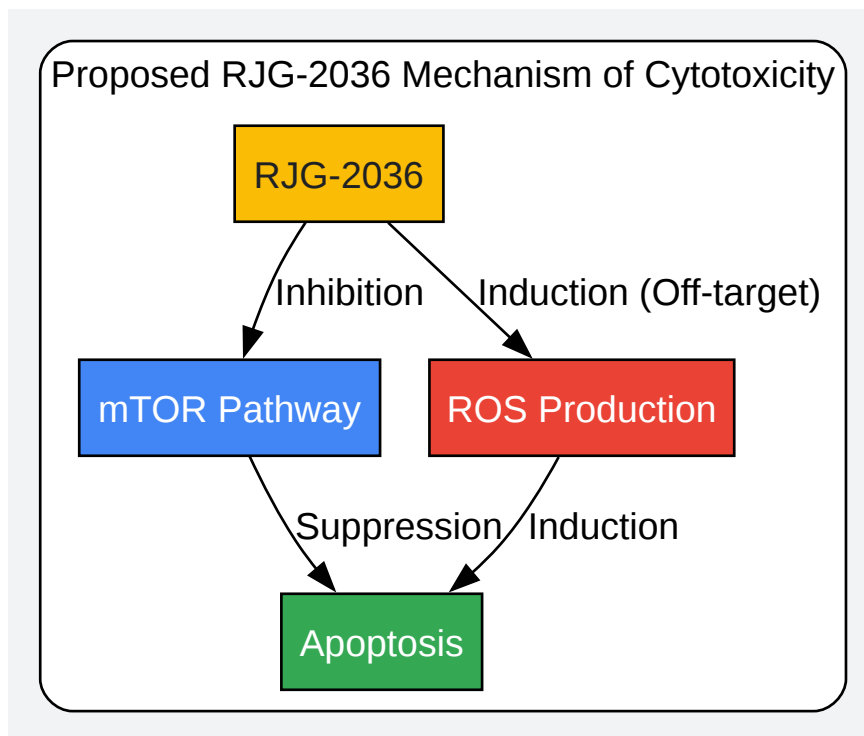 Proposed RJG-2036 Mechanism of Cytotoxicity
RJG-2036
Inhibition
Induction (Off-target)
mTOR Pathway
ROS Production
Suppression
Induction
Apoptosis